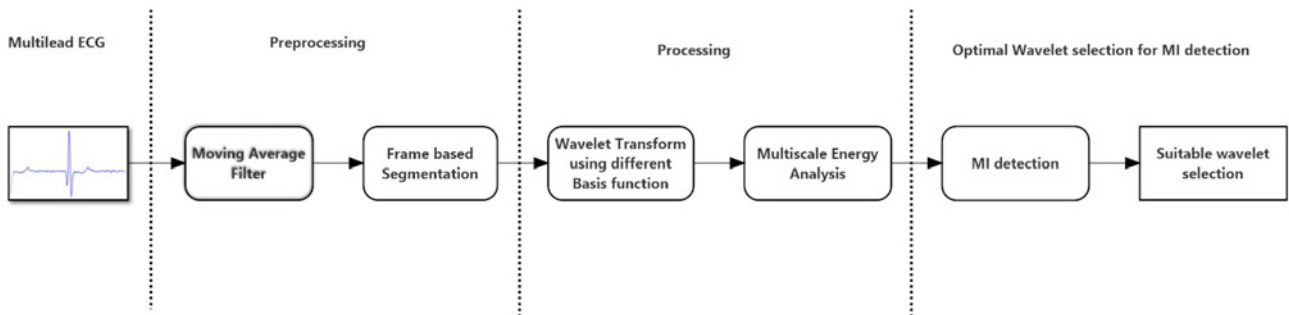 Multilead ECG
Preprocessing
Processing
Optimal Wavelet selection for MI detection
Moving Average
Filter
Frame based
Segmentation
Wavelet Transform
using different
Basis function
Multiscale Energy
Analysis
MI detection
Suitable wavelet
selection